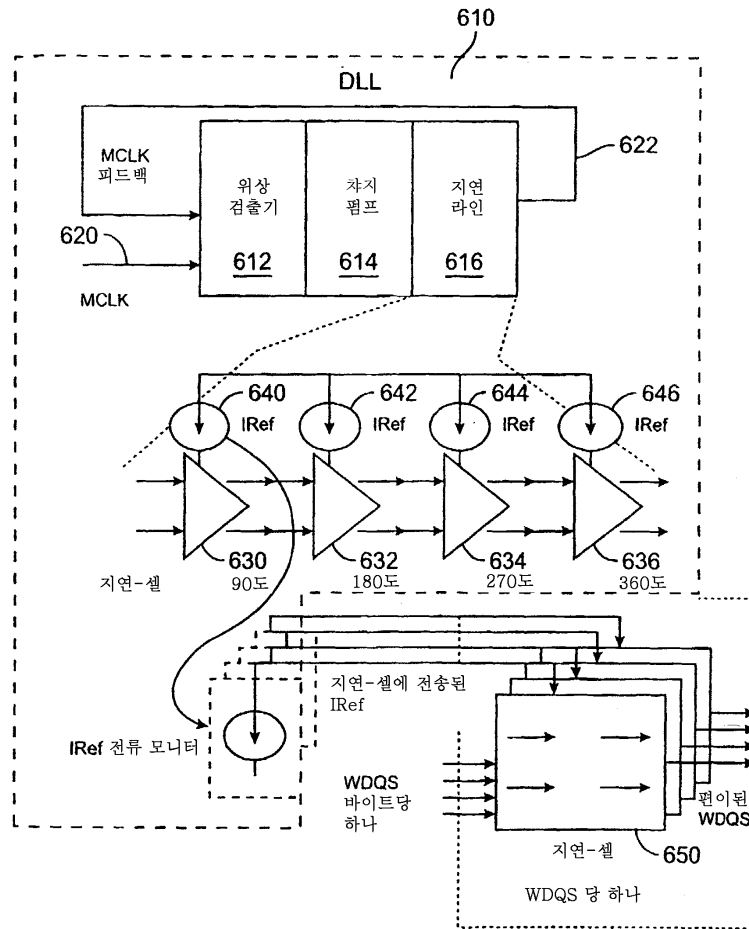 610
DLL
622
MCLK
피드백
위상
검출기
챠지
펌프
지연
라인
620
612
614
616
MCLK
640
642
644
646
IRef
IRef
IRef
IRef
630
632
634
636
지연-셀
90도
180도
270도
360도
지연-셀에 전송된
IRef
IRef 전류 모니터
WDQS
바이트당
하나
편이된
WDQS
지연-셀
650
WDQS 당 하나